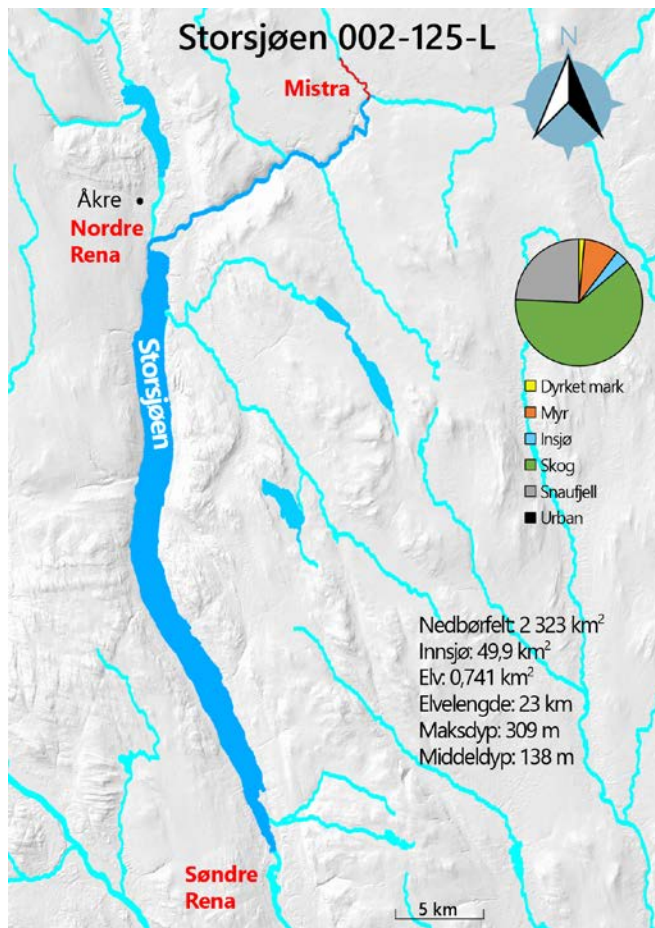 Storsjøen 002-125-L
N
Mistra
Åkre
Nordre
Rena
Storsjøen
Dyrket mark
Myr
Insjø
Skog
Snaufjell
Urban
Nedbørfelt: 2 323 km²
Innsjø: 49,9 km²
Elv: 0,741 km²
Elvelengde: 23 km
Maksdyp: 309 m
Middeldyp: 138 m
Søndre
Rena
5 km